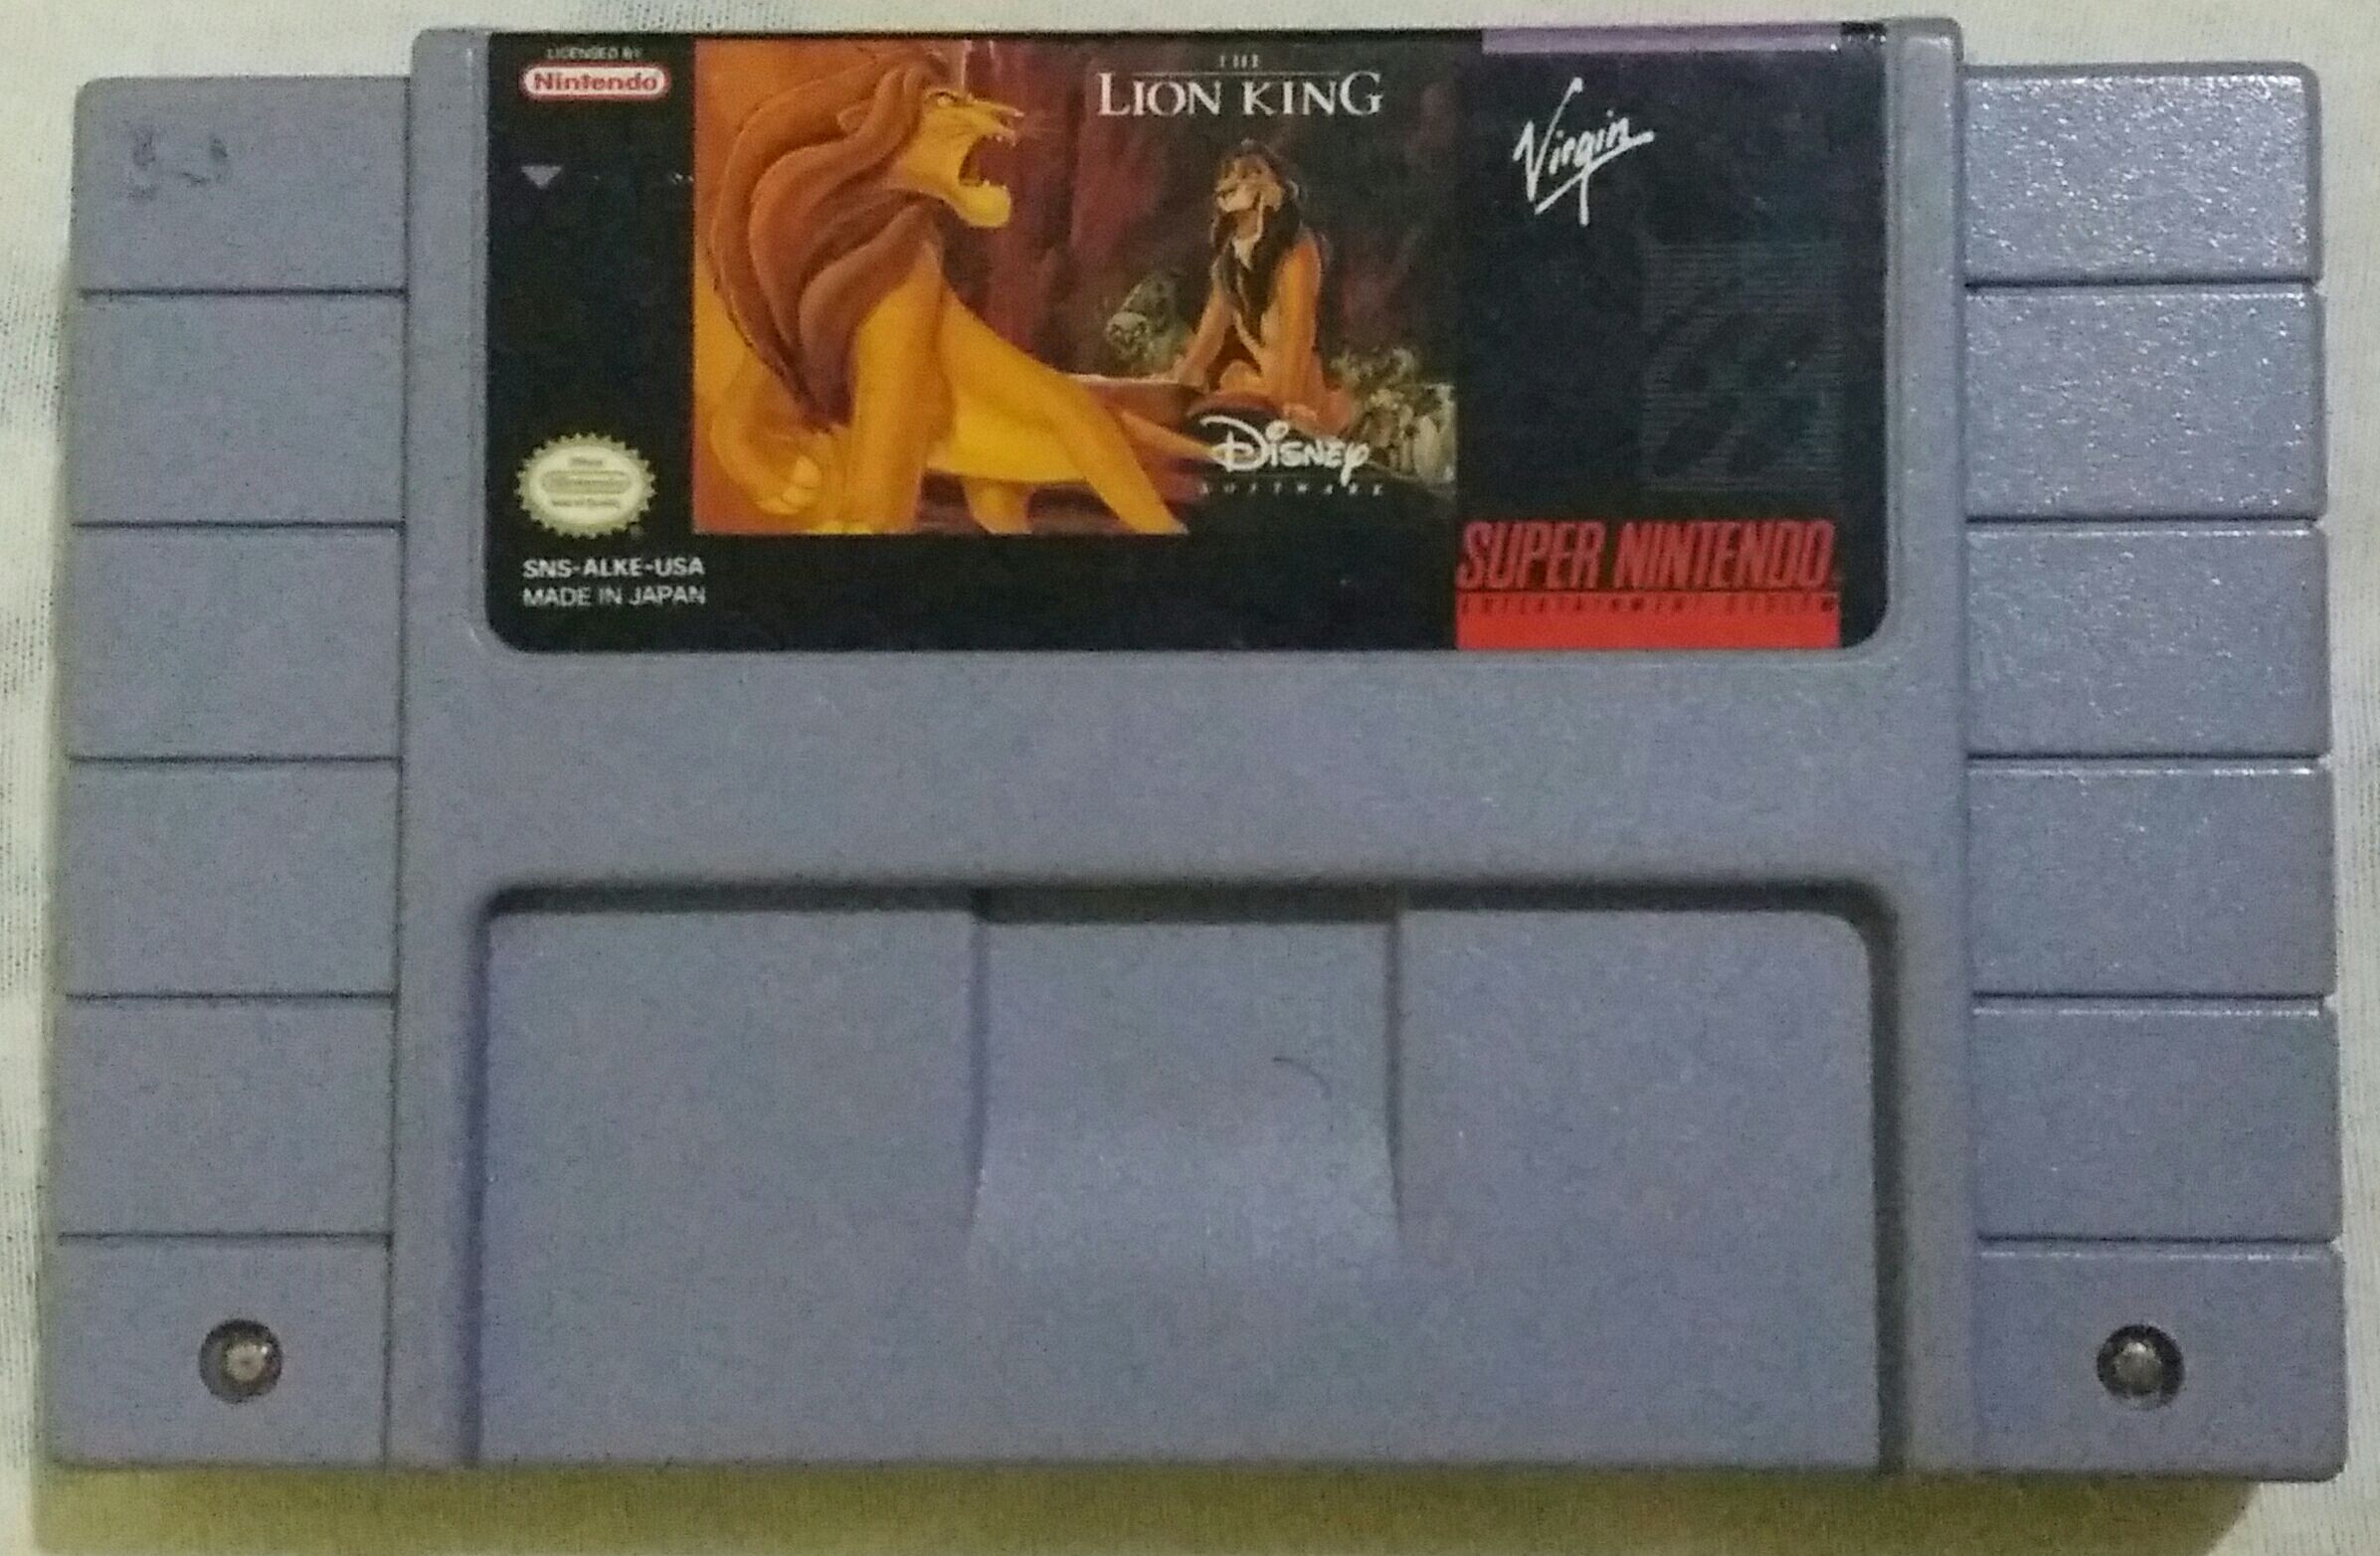 LICENSED BY
Nintendo
THE
LION KING
Virgin
Disney
SOFTWARE
SNS-ALKE-USA
MADE IN JAPAN
SUPER NINTENDO
ENTERTAINMENT SYSTEM